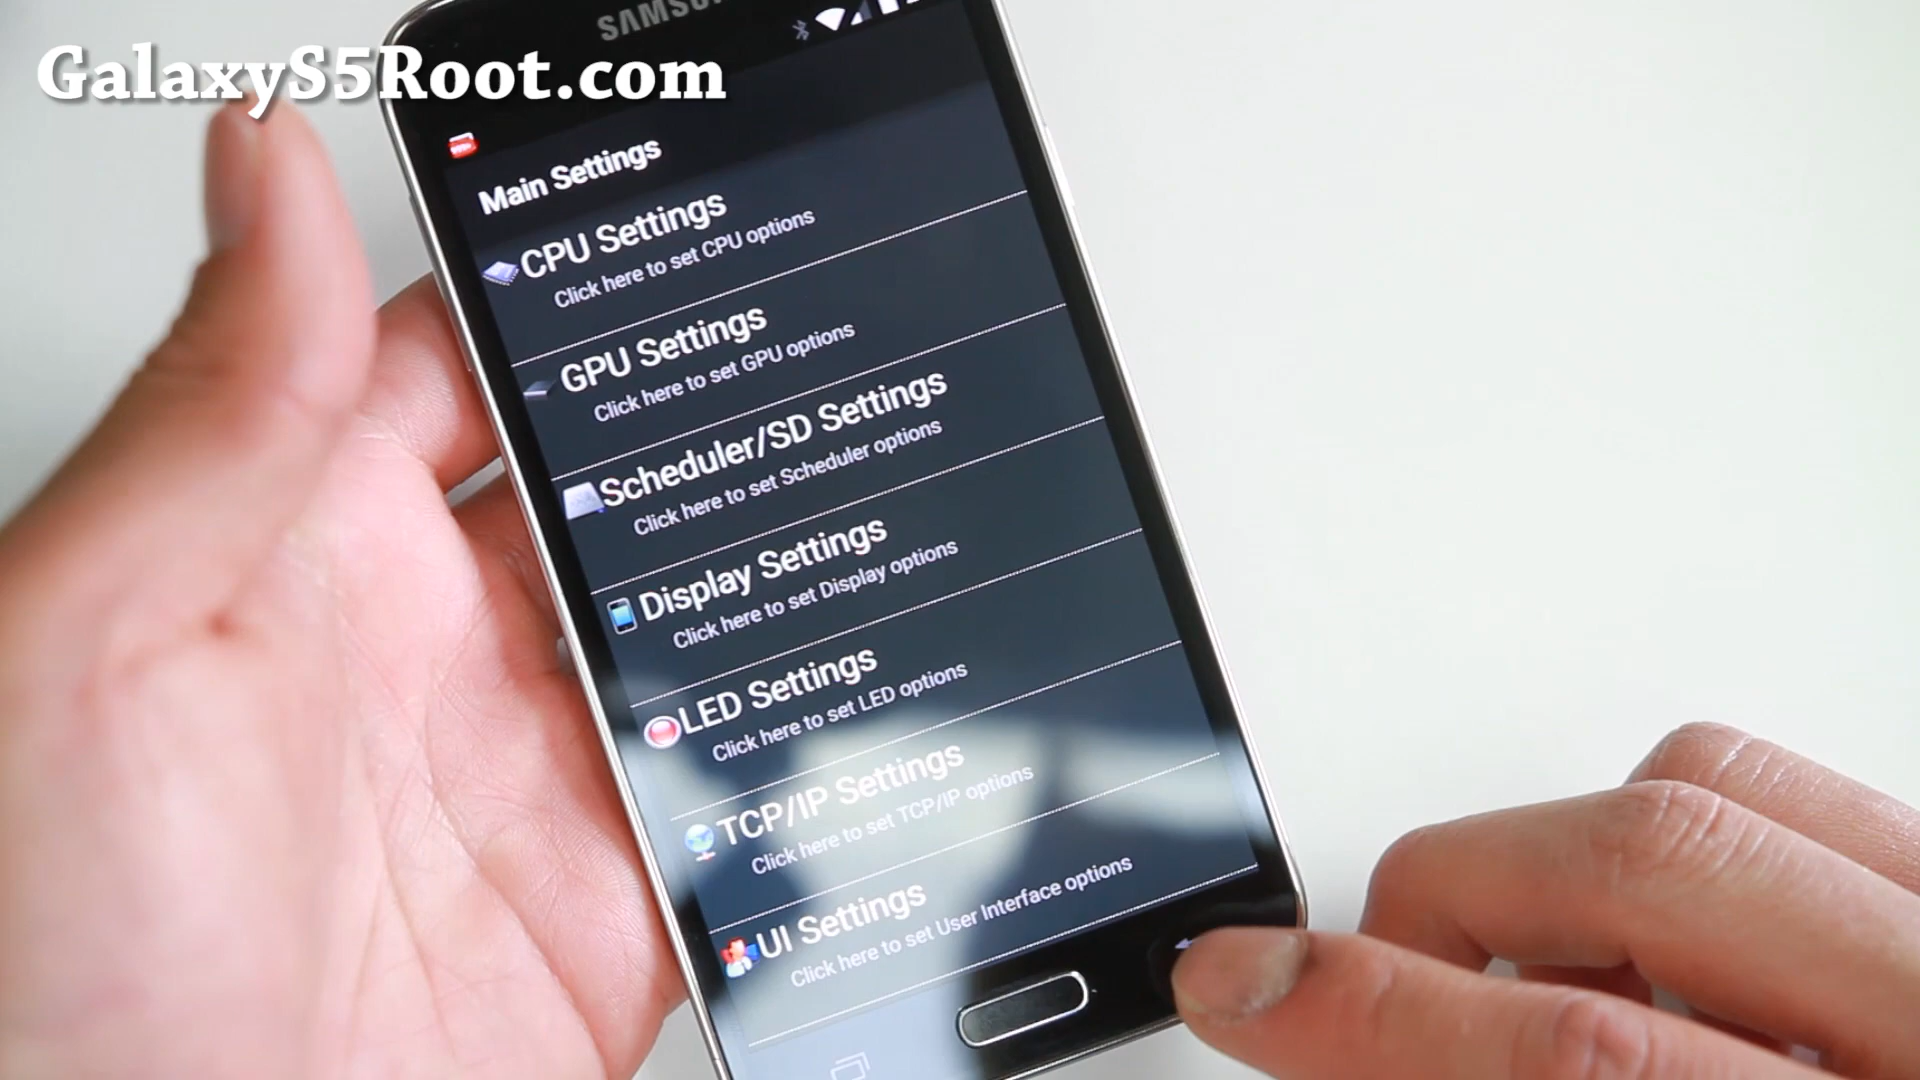 SAMSU
GalaxyS5Root.com
Main Settings
CPU Settings
Click here to set CPU options
GPU Settings
Click here to set GPU options
Scheduler/SD Settings
Click here to set Scheduler options
Display Settings
Click here to set Display options
LED Settings
Click here to set LED options
TCP/IP Settings
Click here to set TCP/IP options
UI Settings
Click here to set User Interface options